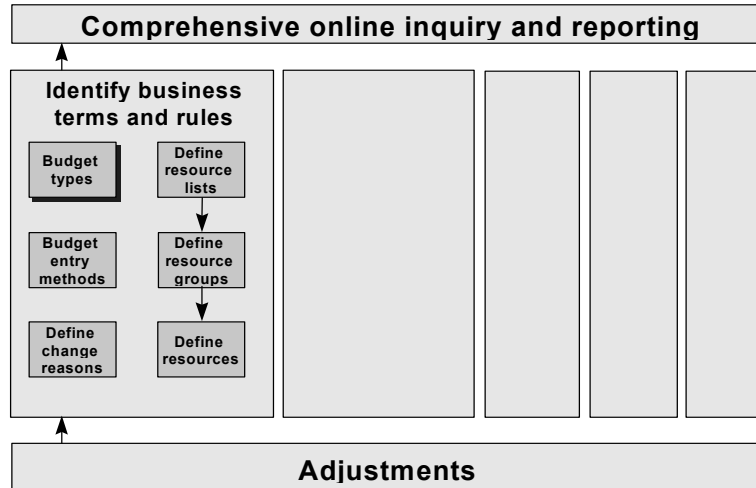 Comprehensive online inquiry and reporting
Identify business
terms and rules
Budget
types
Define
resource
lists
Budget
entry
methods
Define
resource
groups
Define
change
reasons
Define
resources
Adjustments